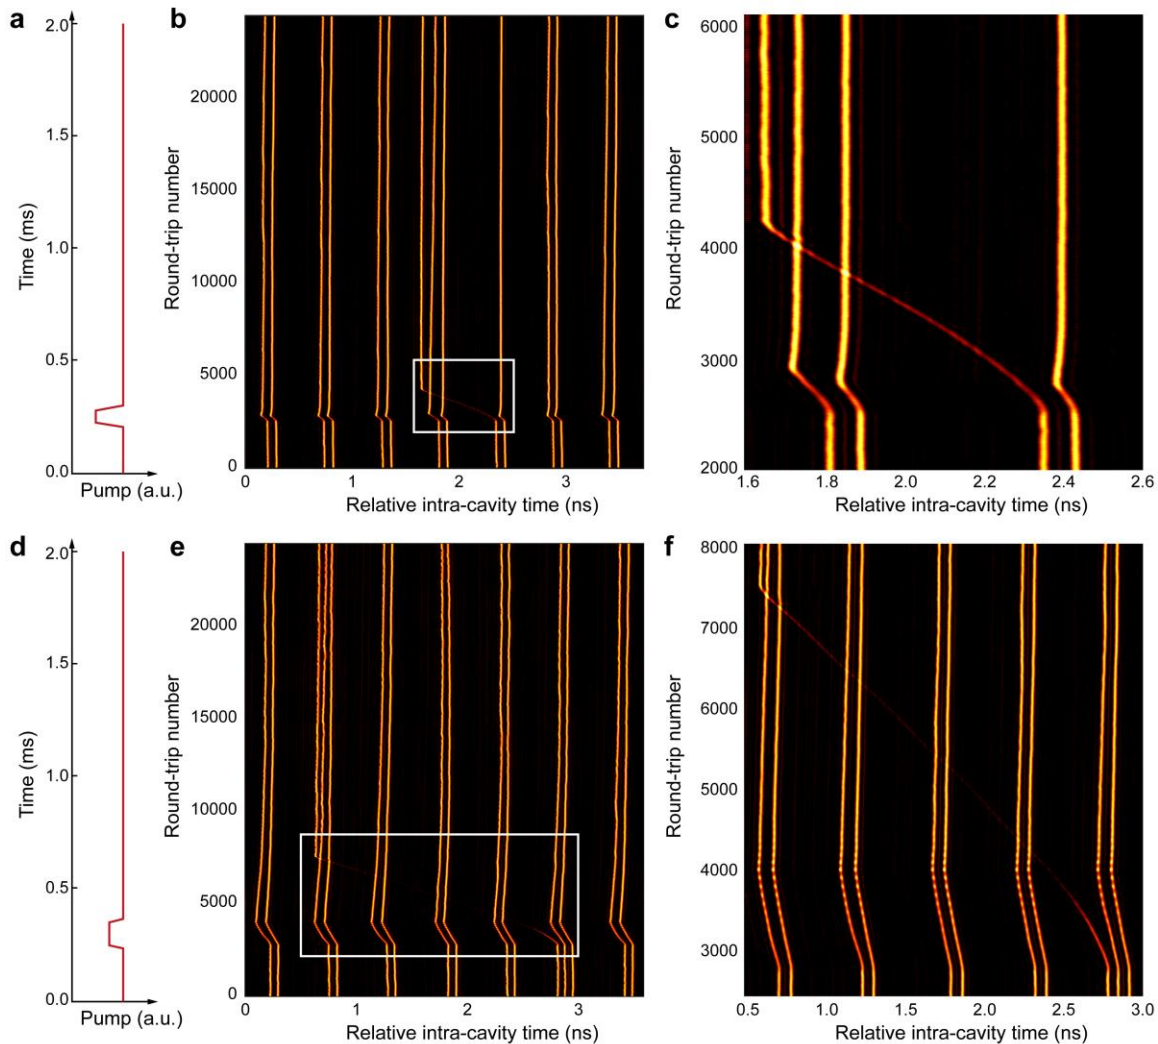 a
2.0
1.5
1.0
0.5
0.0
Time (ms)
Pump (a.u.)
b
20000
15000
10000
5000
0
Round-trip number
0 1 2 3
Relative intra-cavity time (ns)
c
6000
5000
4000
3000
2000
Round-trip number
1.6 1.8 2.0 2.2 2.4 2.6
Relative intra-cavity time (ns)
d
2.0
1.5
1.0
0.5
0.0
Time (ms)
Pump (a.u.)
e
20000
15000
10000
5000
0
Round-trip number
0 1 2 3
Relative intra-cavity time (ns)
f
8000
7000
6000
5000
4000
3000
Round-trip number
0.5 1.0 1.5 2.0 2.5 3.0
Relative intra-cavity time (ns)